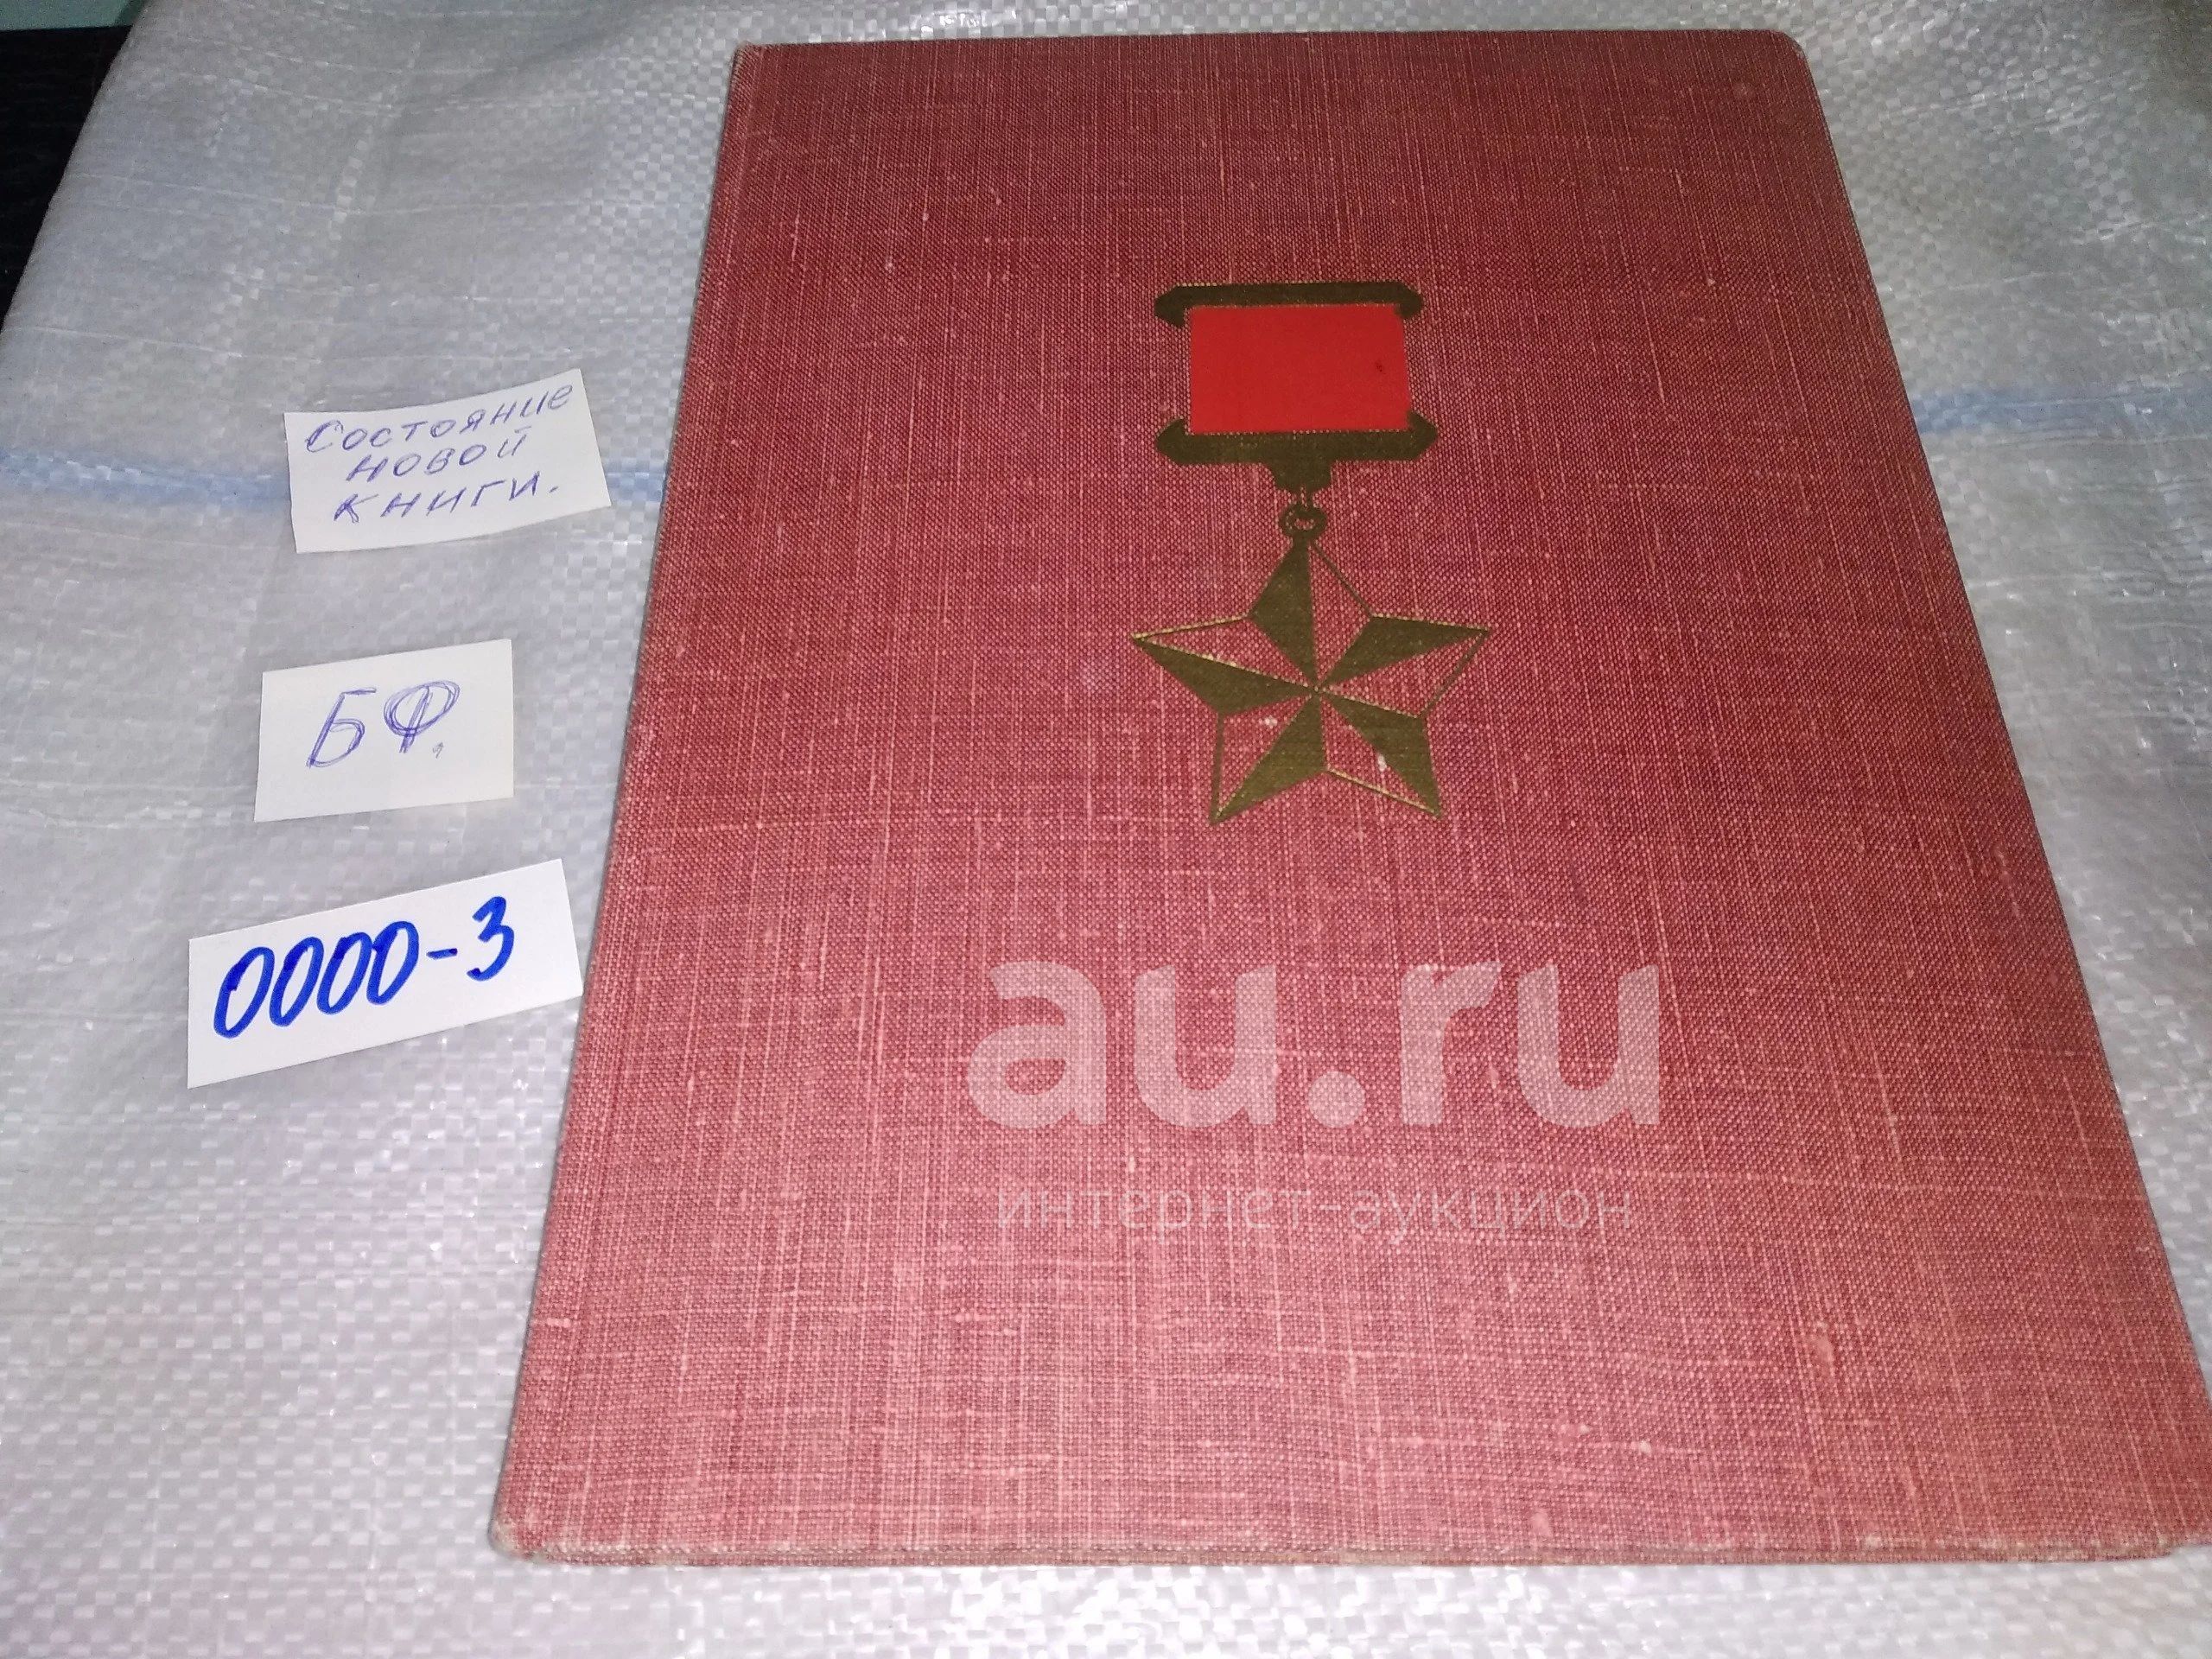 Состояние
новой
книги.
БФ.
0000-3
au.ru
интернет-аукцион